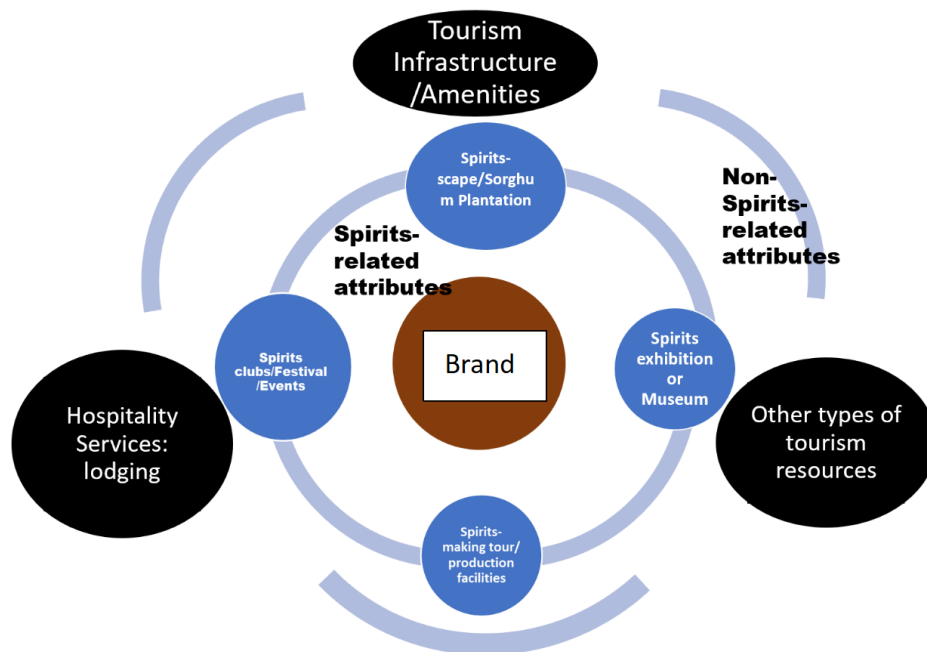 Tourism
Infrastructure
/Amenities
Spirits-
scape/Sorghu
m Plantation
Non-
Spirits-
related
attributes
Spirits-
related
attributes
Spirits
clubs/Festival
/Events
Brand
Spirits
exhibition
or
Museum
Hospitality
Services:
lodging
Other types of
tourism
resources
Spirits-
making tour/
production
facilities